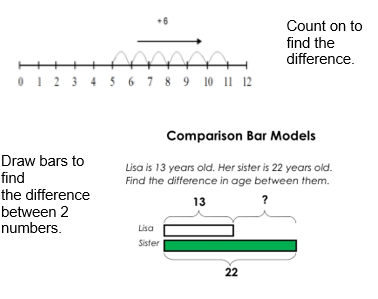 +6
Count on to
find the
difference.
0 1 2 3 4 5 6 7 8 9 10 11 12
Comparison Bar Models
Draw bars to
find
the difference
between 2
numbers.
Lisa is 13 years old. Her sister is 22 years old.
Find the difference in age between them.
13 ?
Lisa
Sister
22